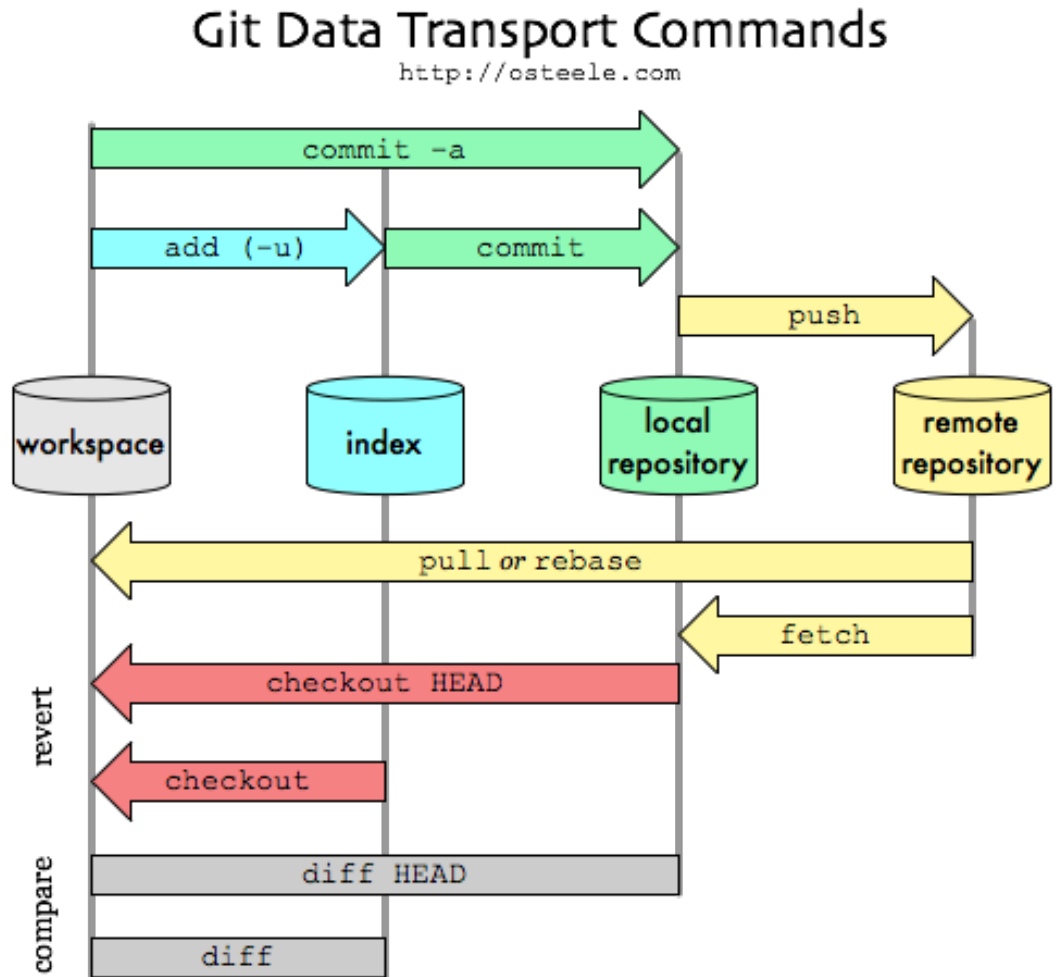 Git Data Transport Commands
http://osteele.com
commit -a
add (-u)
commit
push
workspace
index
local
repository
remote
repository
pull or rebase
fetch
revert
checkout HEAD
checkout
compare
diff HEAD
diff